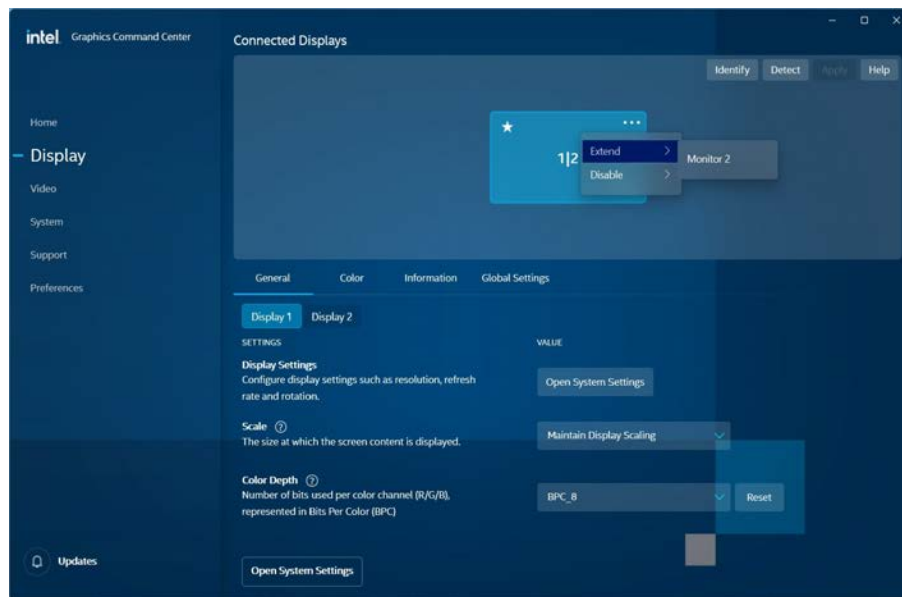 intel. Graphics Command Center
Connected Displays
Identify Detect Apply Help
Home
Display
Video
System
Support
Preferences
1|2
Extend
Monitor 2
Disable
General Color Information Global Settings
Display 1 Display 2
SETTINGS VALUE
Display Settings
Configure display settings such as resolution, refresh
rate and rotation.
Open System Settings
Scale ?
The size at which the screen content is displayed.
Maintain Display Scaling
Color Depth ?
Number of bits used per color channel (R/G/B),
represented in Bits Per Color (BPC)
BPC_8
Reset
Updates
Open System Settings